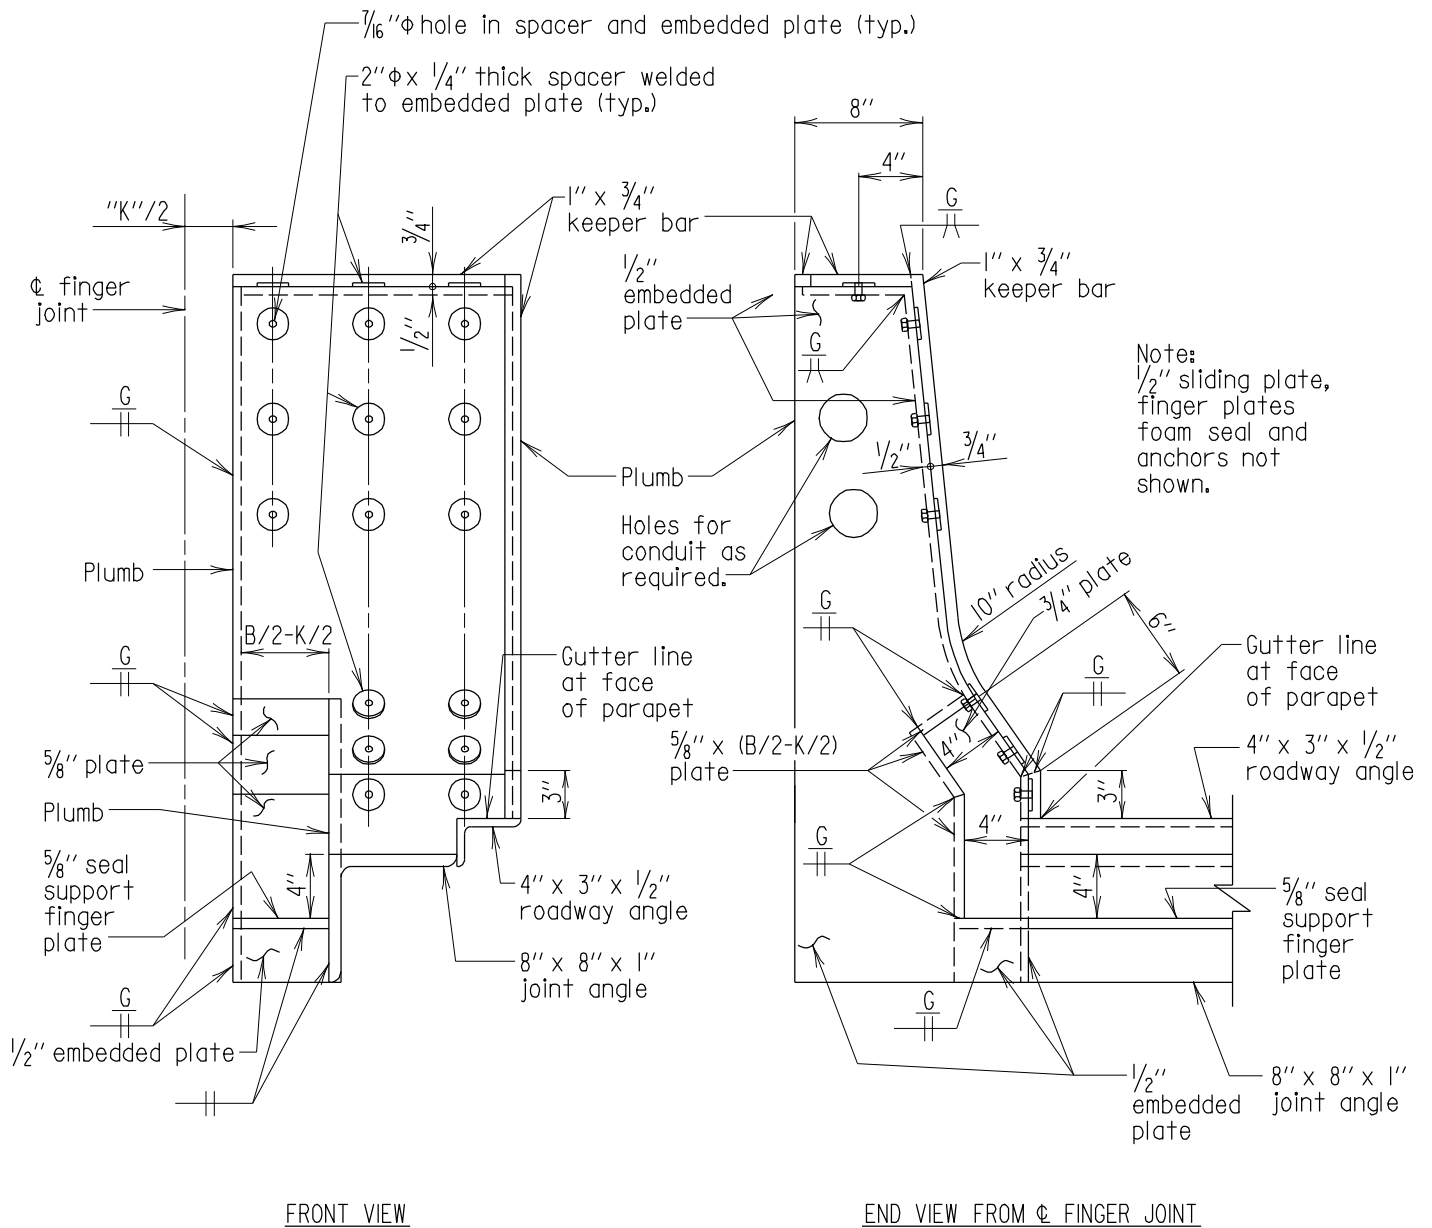 7/16"Φ hole in spacer and embedded plate (typ.)
2"Φ x 1/4" thick spacer welded
to embedded plate (typ.)
8"
4"
"K"/2
3/4"
1" x 3/4"
keeper bar
G
℄ finger
joint
1/2"
embedded
plate
1" x 3/4"
keeper bar
1/2"
G
Note:
1/2" sliding plate,
finger plates
foam seal and
anchors not
shown.
G
1/2"
3/4"
Plumb
Holes for
conduit as
required.
Plumb
10" radius
3/4" plate
6"
G
B/2-K/2
G
Gutter line
at face
of parapet
G
Gutter line
at face
of parapet
5/8" plate
5/8" x (B/2-K/2)
plate
4"
4" x 3" x 1/2"
roadway angle
3"
3"
Plumb
4"
G
5/8" seal
support
finger
plate
4"
4" x 3" x 1/2"
roadway angle
4"
5/8" seal
support
finger
plate
8" x 8" x 1"
joint angle
G
G
1/2" embedded plate
1/2"
embedded
plate
8" x 8" x 1"
joint angle
FRONT VIEW
END VIEW FROM ℄ FINGER JOINT